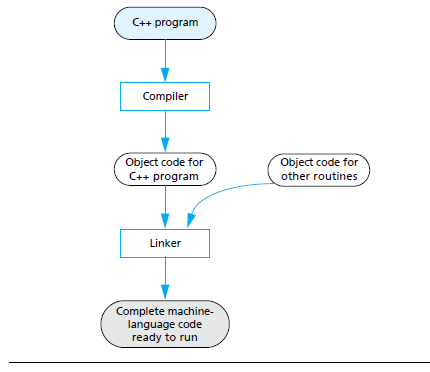 C++ program
Compiler
Object code for
C++ program
Object code for
other routines
Linker
Complete machine-
language code
ready to run